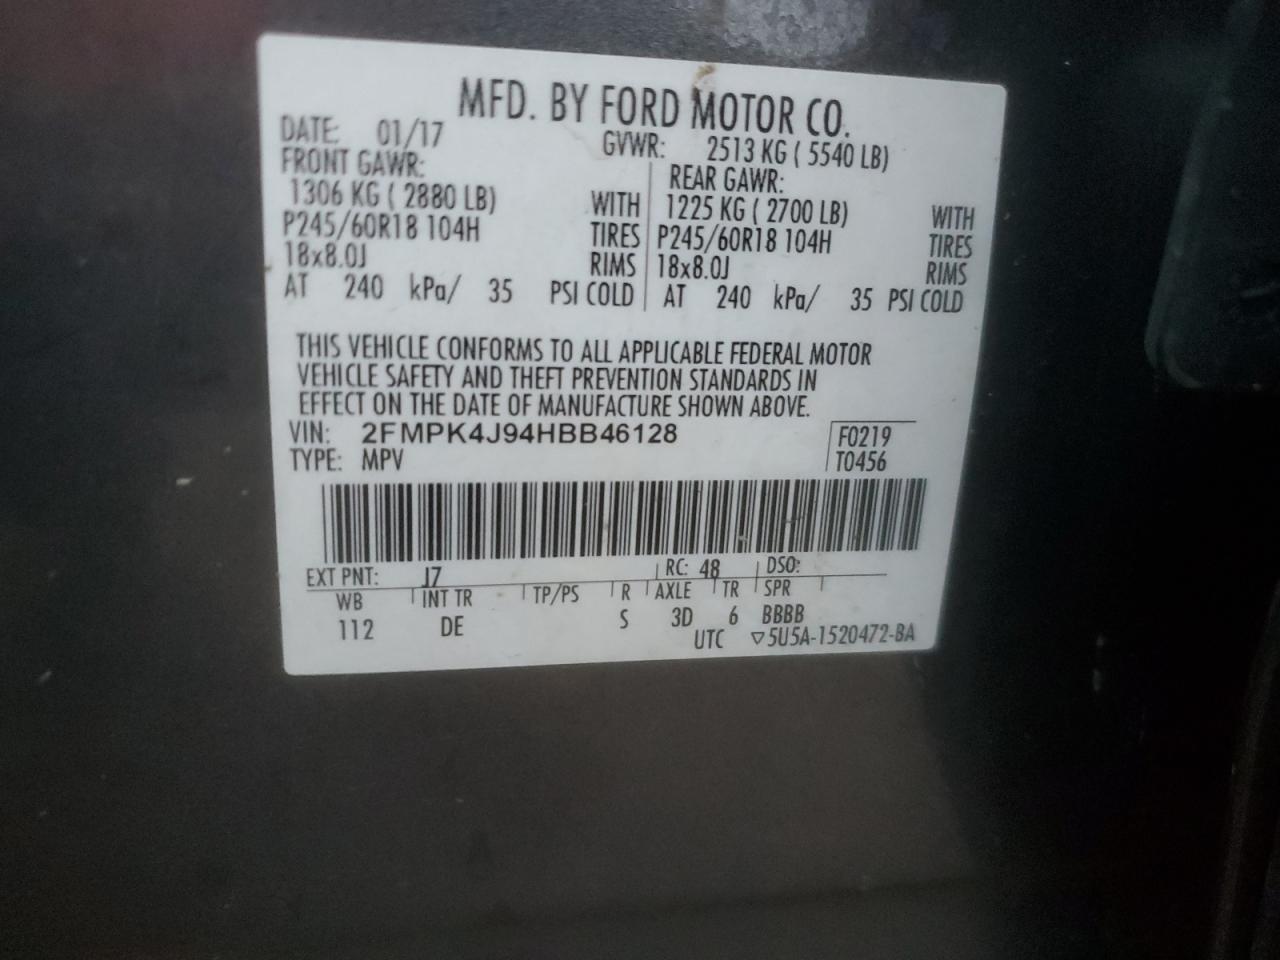 MFD. BY FORD MOTOR CO.
DATE: 01/17 GVWR: 2513 KG ( 5540 LB)
FRONT GAWR: REAR GAWR:
1306 KG ( 2880 LB) WITH 1225 KG ( 2700 LB) WITH
P245/60R18 104H TIRES P245/60R18 104H TIRES
18x8.0J RIMS 18x8.0J RIMS
AT 240 kPa/ 35 PSI COLD AT 240 kPa/ 35 PSI COLD
THIS VEHICLE CONFORMS TO ALL APPLICABLE FEDERAL MOTOR
VEHICLE SAFETY AND THEFT PREVENTION STANDARDS IN
EFFECT ON THE DATE OF MANUFACTURE SHOWN ABOVE.
VIN: 2FMPK4J94HBB46128 F0219
TYPE: MPV T0456
EXT PNT: J7 RC: 48 DSO:
WB INT TR TP/PS R AXLE TR SPR
112 DE S 3D 6 BBBB
UTC ▽5U5A-1520472-BA